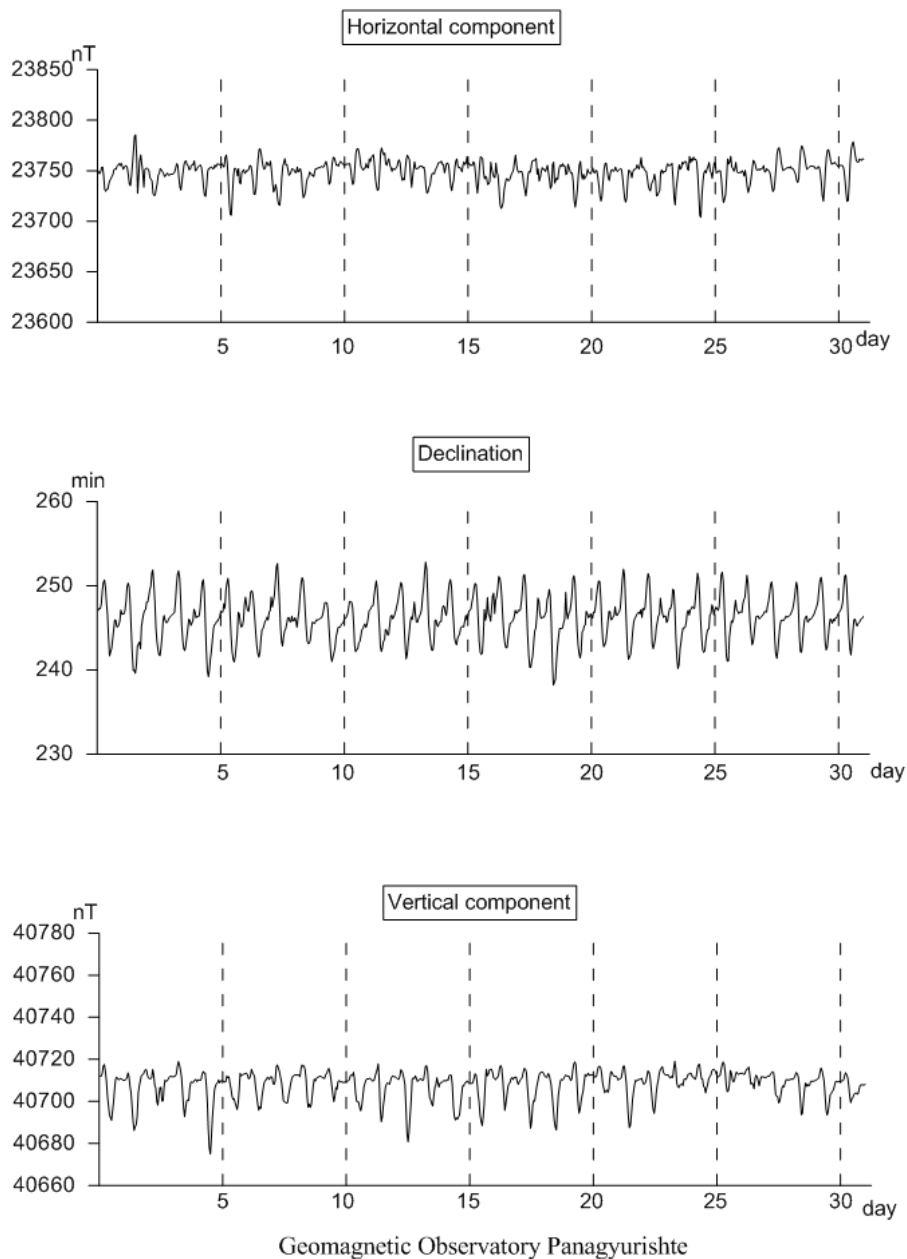 Horizontal component
nT
23850
23800
23750
23700
23650
23600
5 10 15 20 25 30 day
Declination
min
260
250
240
230
5 10 15 20 25 30 day
Vertical component
nT
40780
40760
40740
40720
40700
40680
40660
5 10 15 20 25 30 day
Geomagnetic Observatory Panagyurishte